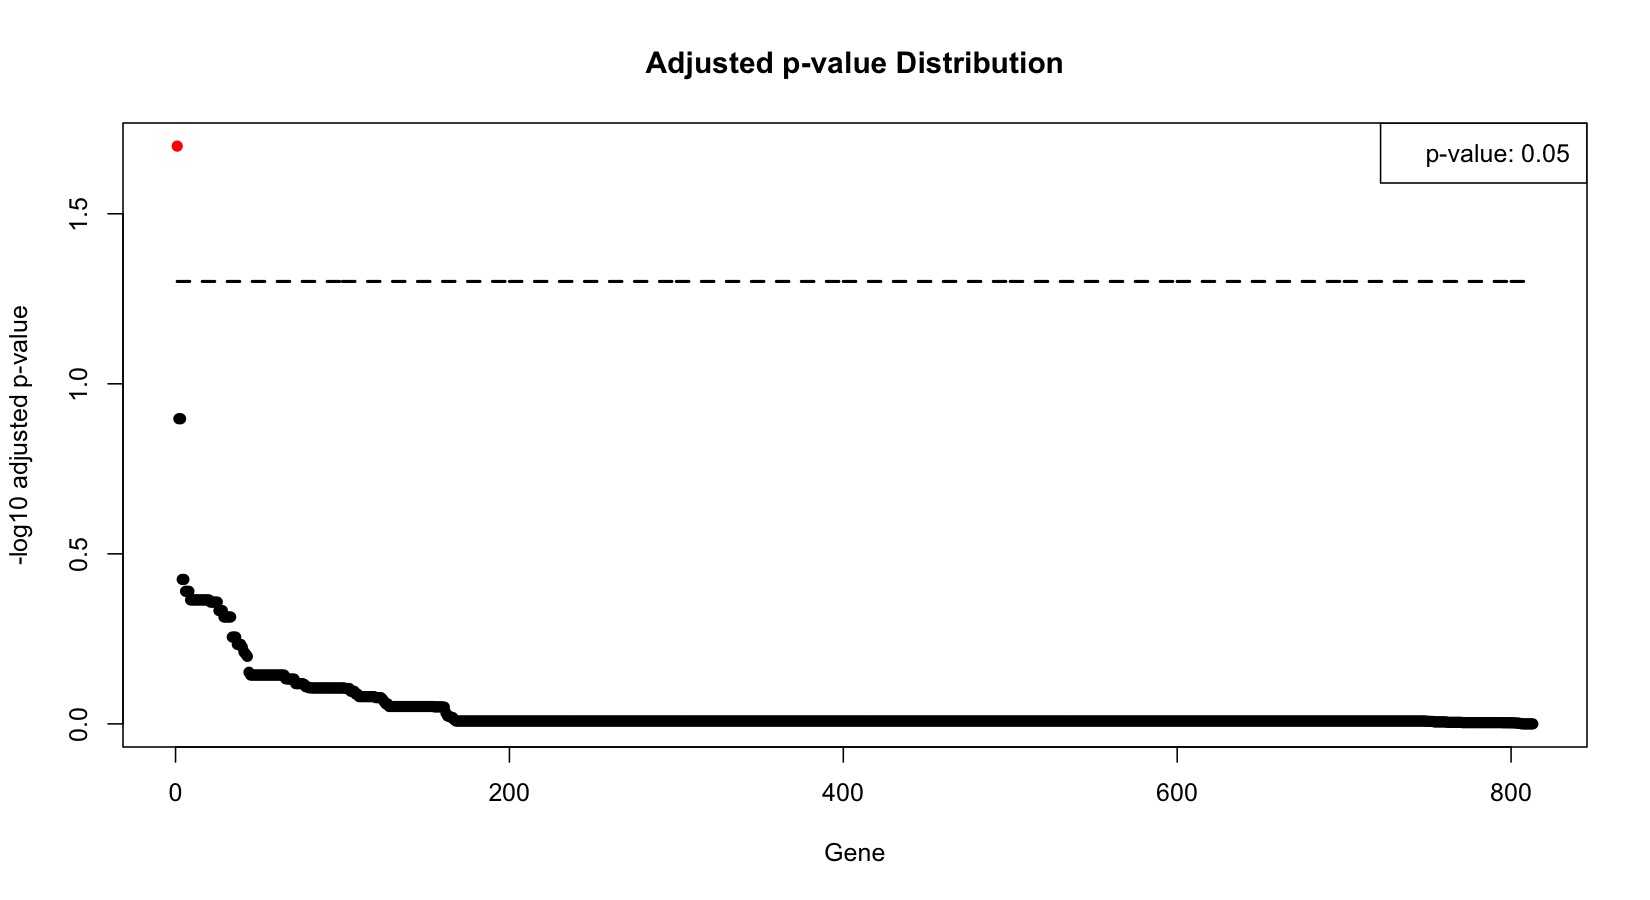 Adjusted p-value Distribution
p-value: 0.05
-log10 adjusted p-value
1.5
1.0
0.5
0.0
0 200 400 600 800
Gene